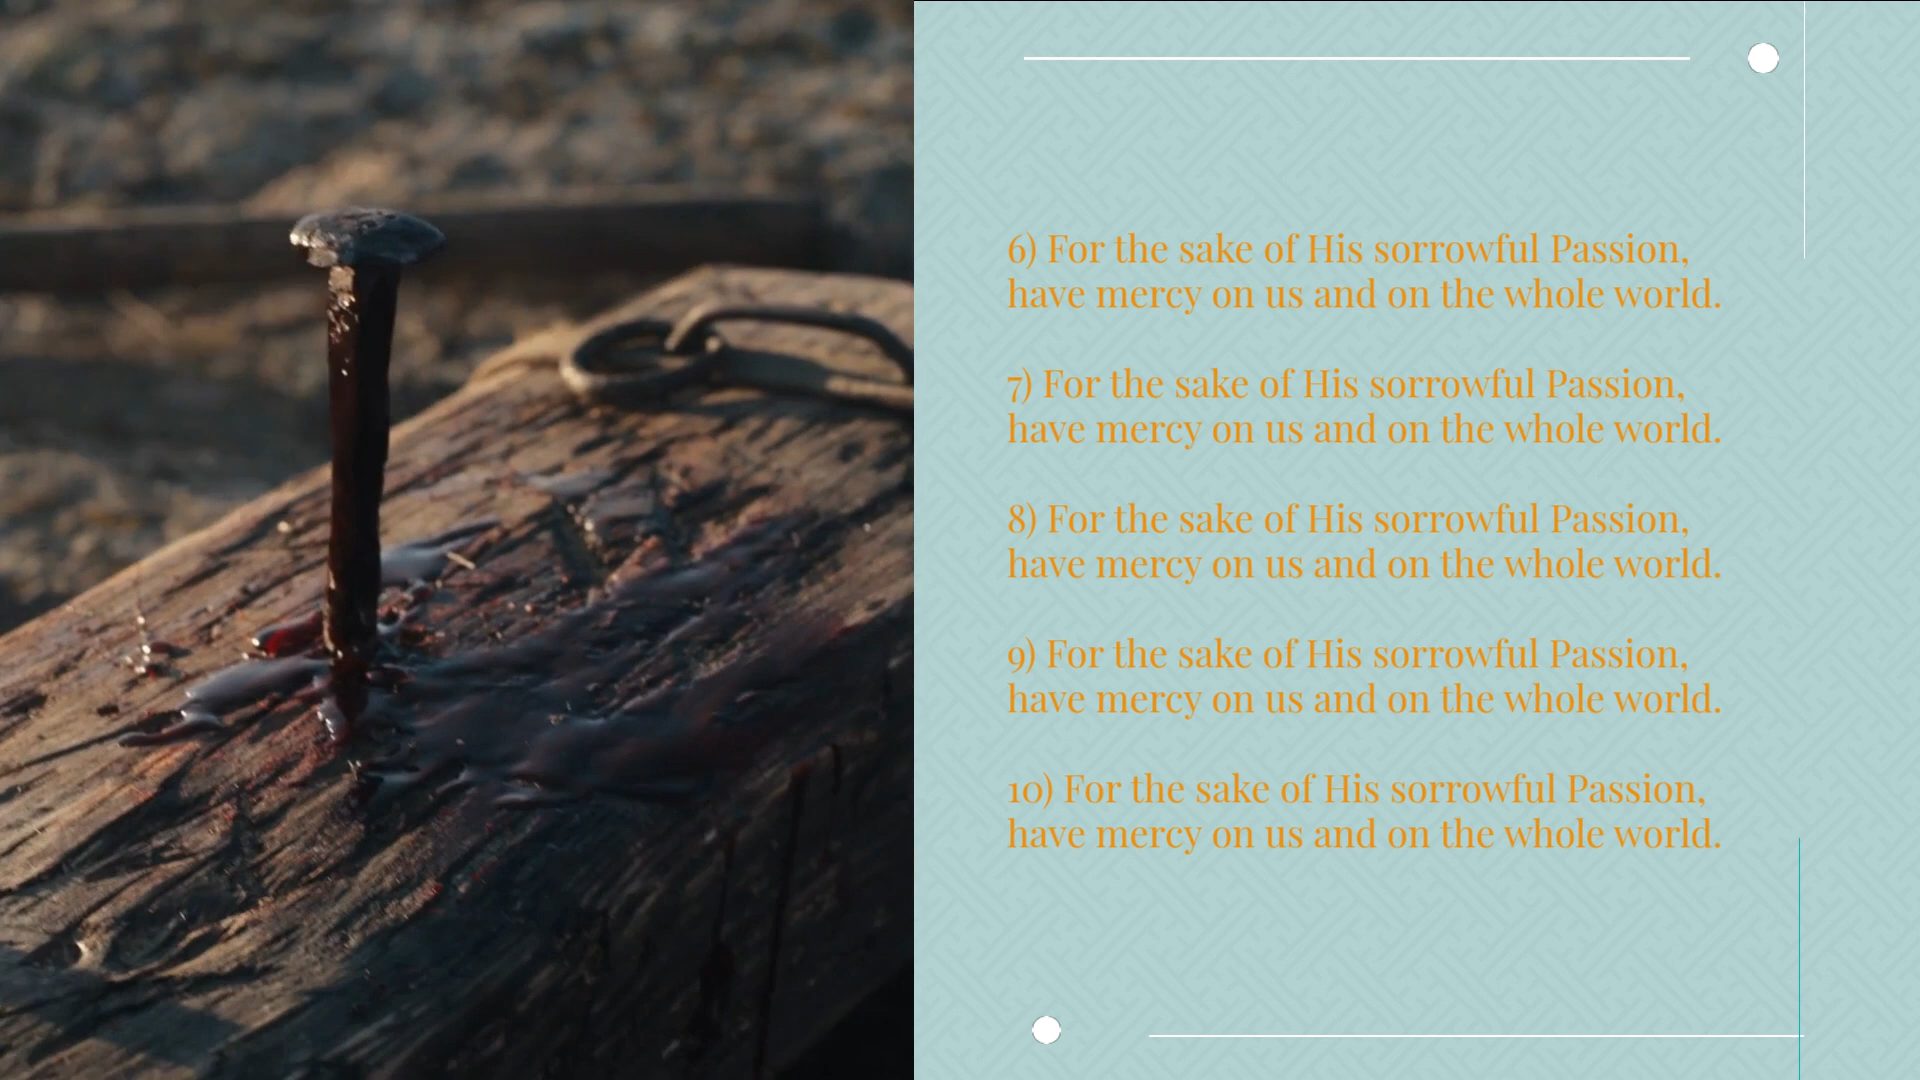 6) For the sake of His sorrowful Passion,
have mercy on us and on the whole world.
7) For the sake of His sorrowful Passion,
have mercy on us and on the whole world.
8) For the sake of His sorrowful Passion,
have mercy on us and on the whole world.
9) For the sake of His sorrowful Passion,
have mercy on us and on the whole world.
10) For the sake of His sorrowful Passion,
have mercy on us and on the whole world.